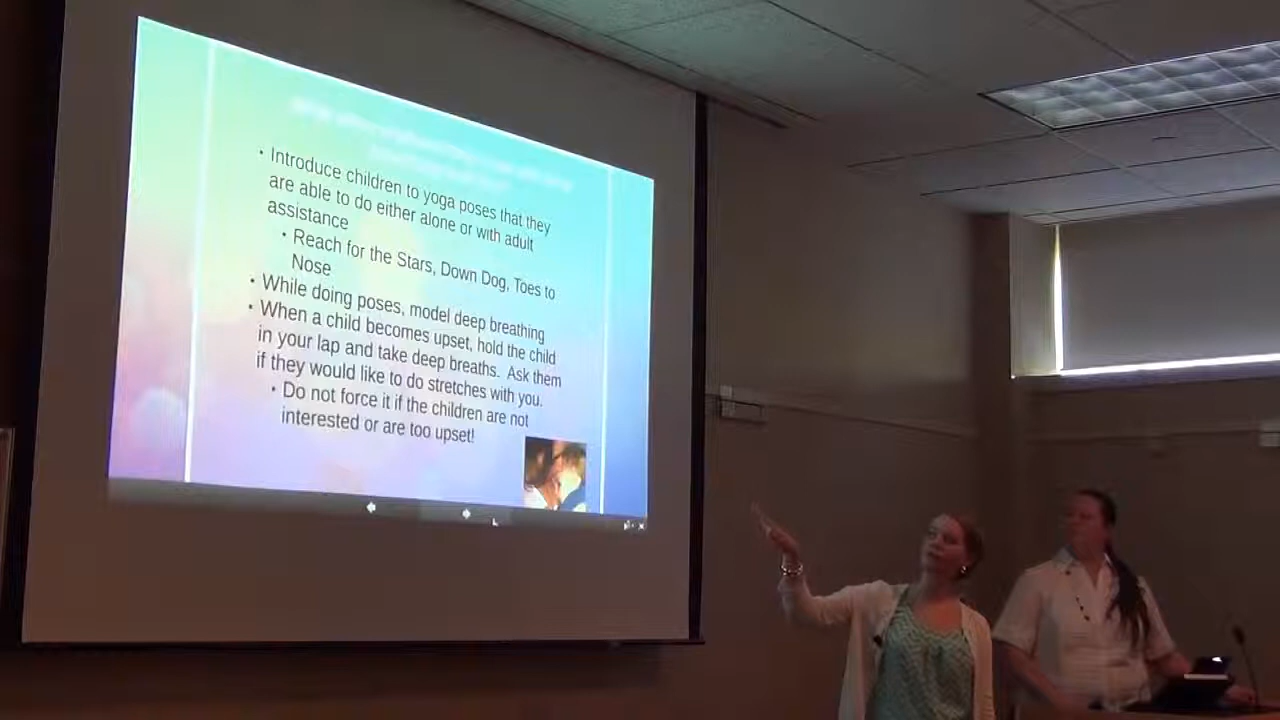 • Introduce children to yoga poses that they
are able to do either alone or with adult
assistance
• Reach for the Stars, Down Dog, Toes to
Nose
• While doing poses, model deep breathing
• When a child becomes upset, hold the child
in your lap and take deep breaths. Ask them
if they would like to do stretches with you.
• Do not force it if the children are not
interested or are too upset!